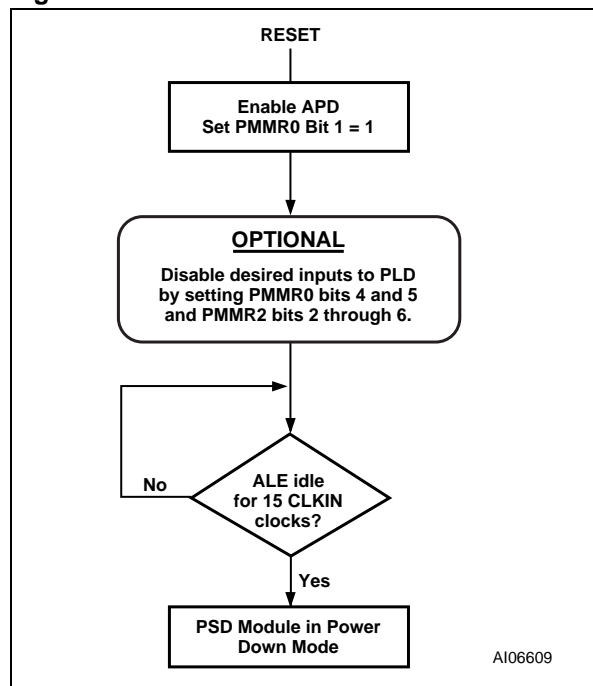 RESET
Enable APD
Set PMMR0 Bit 1 = 1
OPTIONAL
Disable desired inputs to PLD
by setting PMMR0 bits 4 and 5
and PMMR2 bits 2 through 6.
No
ALE idle
for 15 CLKIN
clocks?
Yes
PSD Module in Power
Down Mode
AI06609